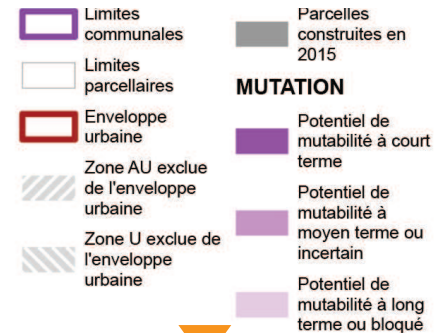 Limites
communales
Limites
parcellaires
Enveloppe
urbaine
Zone AU exclue
de l'enveloppe
urbaine
Zone U exclue de
l'enveloppe
urbaine
Parcelles
construites en
2015
MUTATION
Potentiel de
mutabilité à court
terme
Potentiel de
mutabilité à
moyen terme ou
incertain
Potentiel de
mutabilité à long
terme ou bloqué